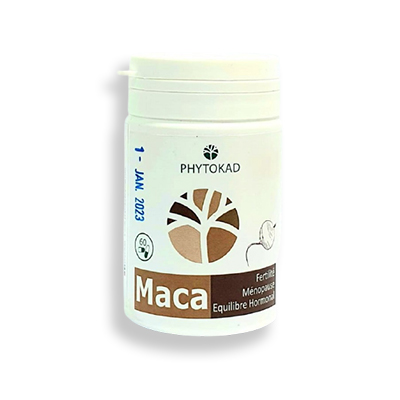 PHYTOKAD
1 - JAN. 2023
60
Maca
Fertilité
Ménopause
Equilibre Hormonal